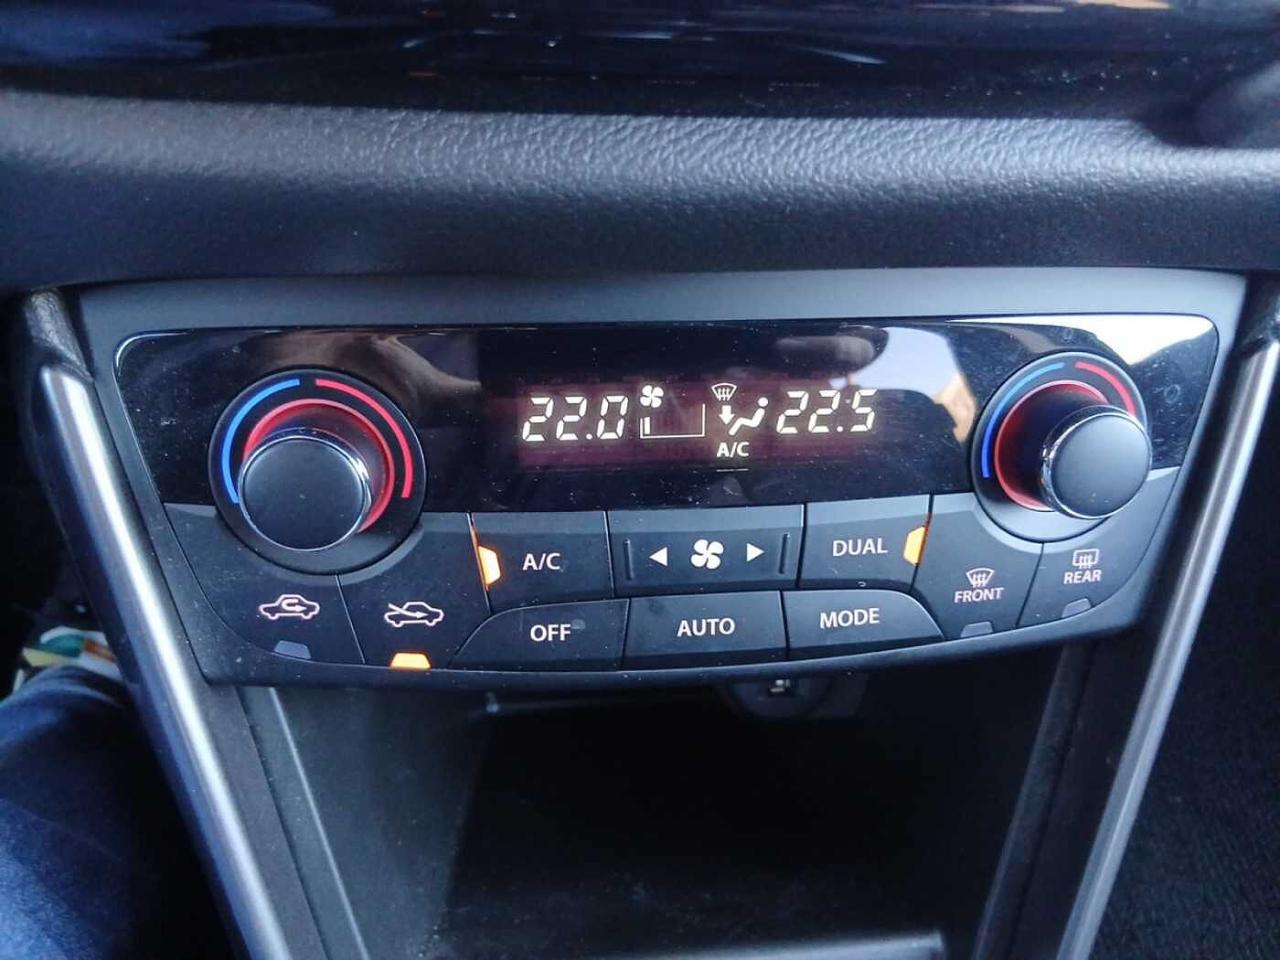 22.0 22.5
A/C
A/C DUAL
FRONT REAR
OFF AUTO MODE